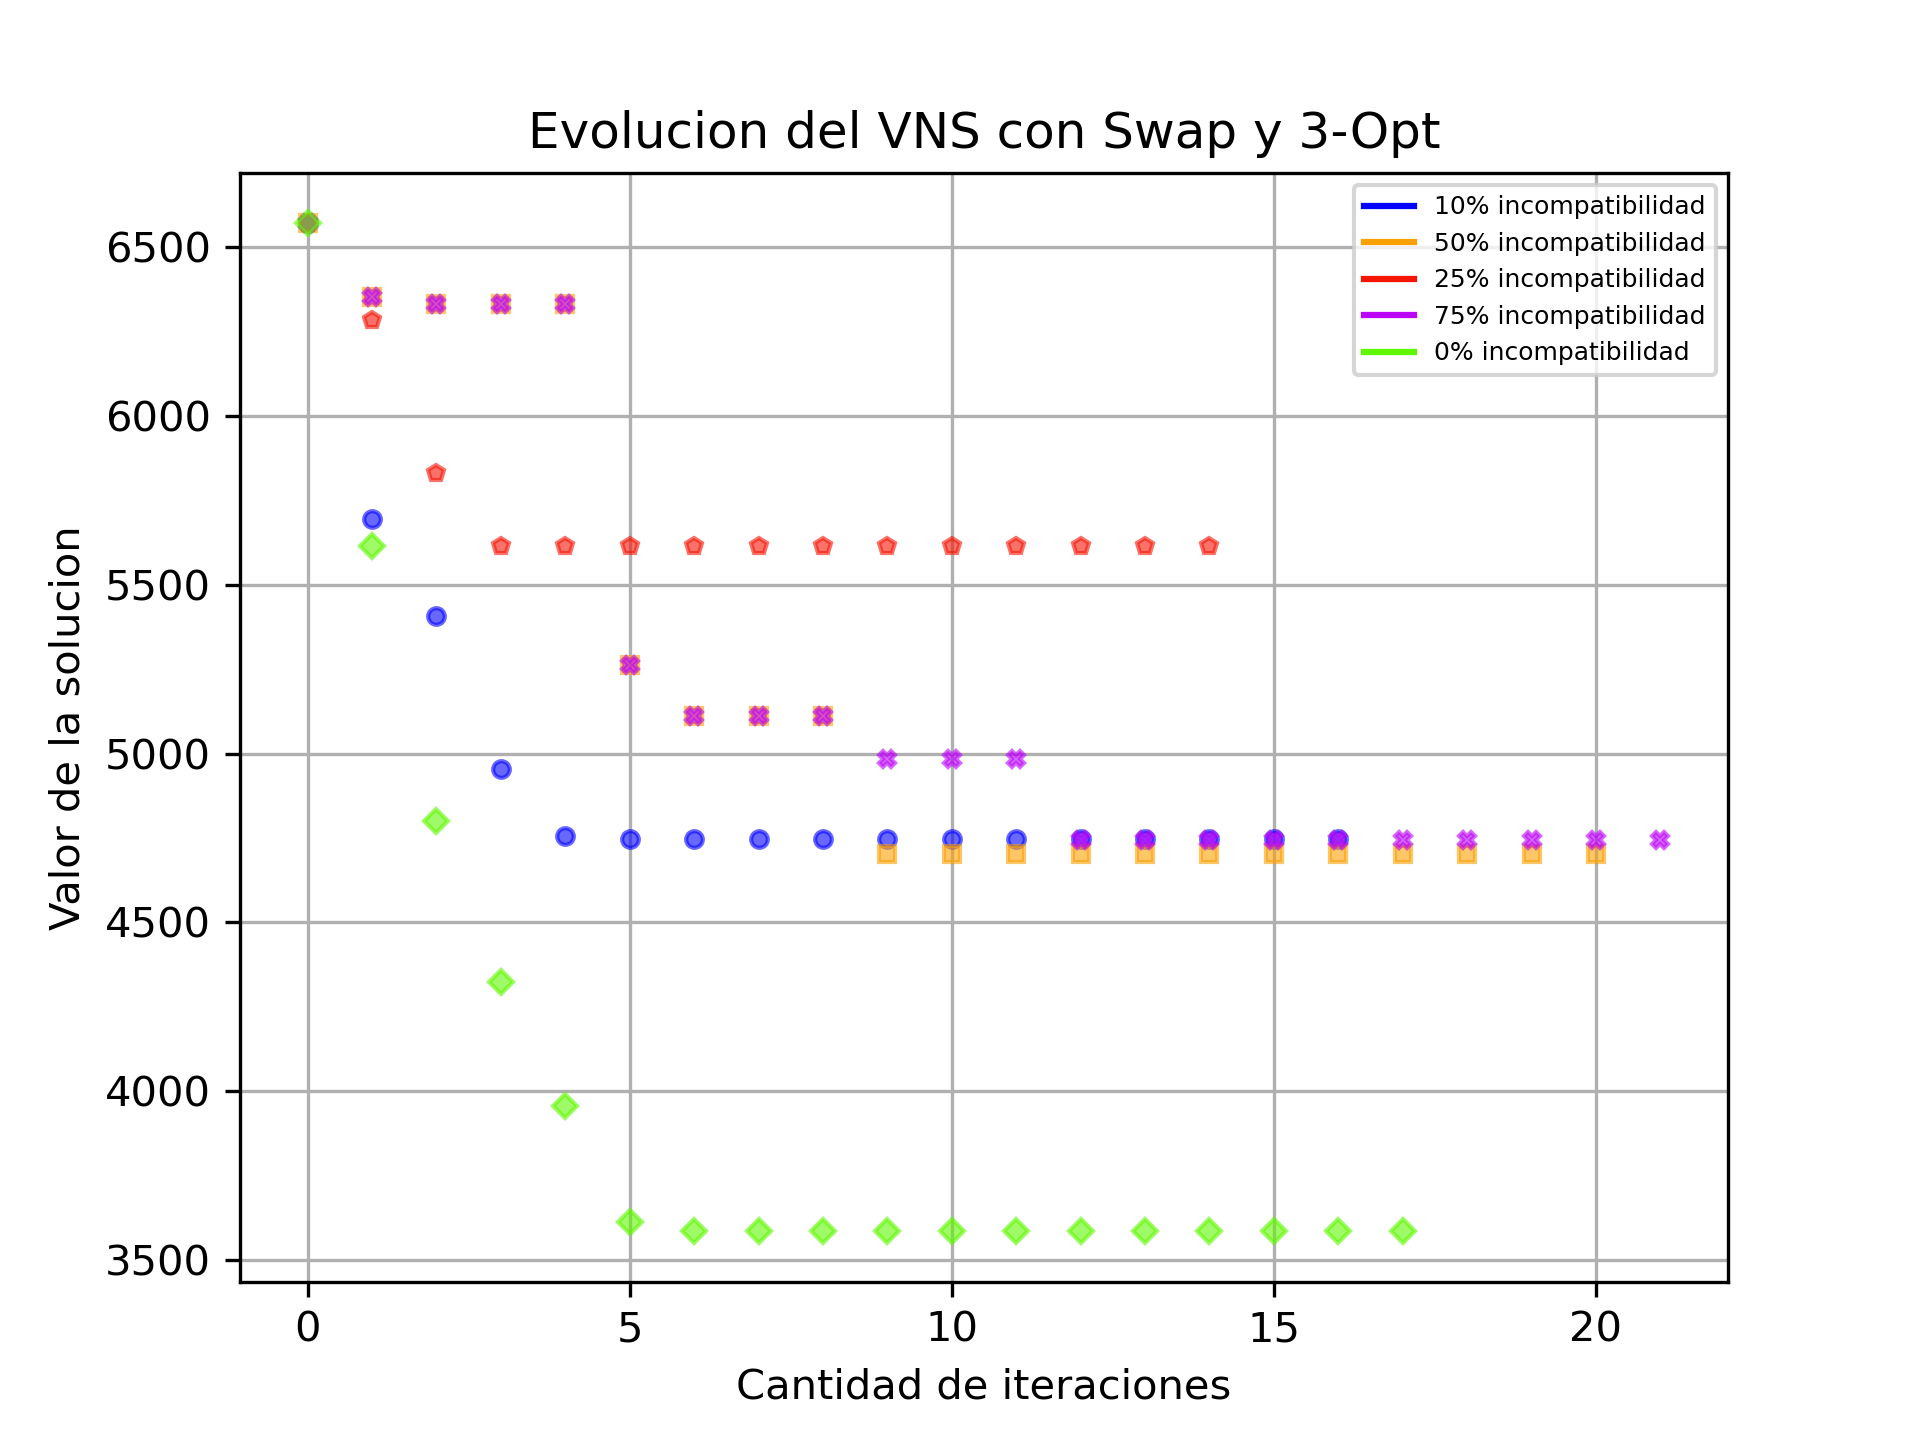 Evolucion del VNS con Swap y 3-Opt
10% incompatibilidad
50% incompatibilidad
25% incompatibilidad
75% incompatibilidad
0% incompatibilidad
Valor de la solucion
6500
6000
5500
5000
4500
4000
3500
0 5 10 15 20
Cantidad de iteraciones